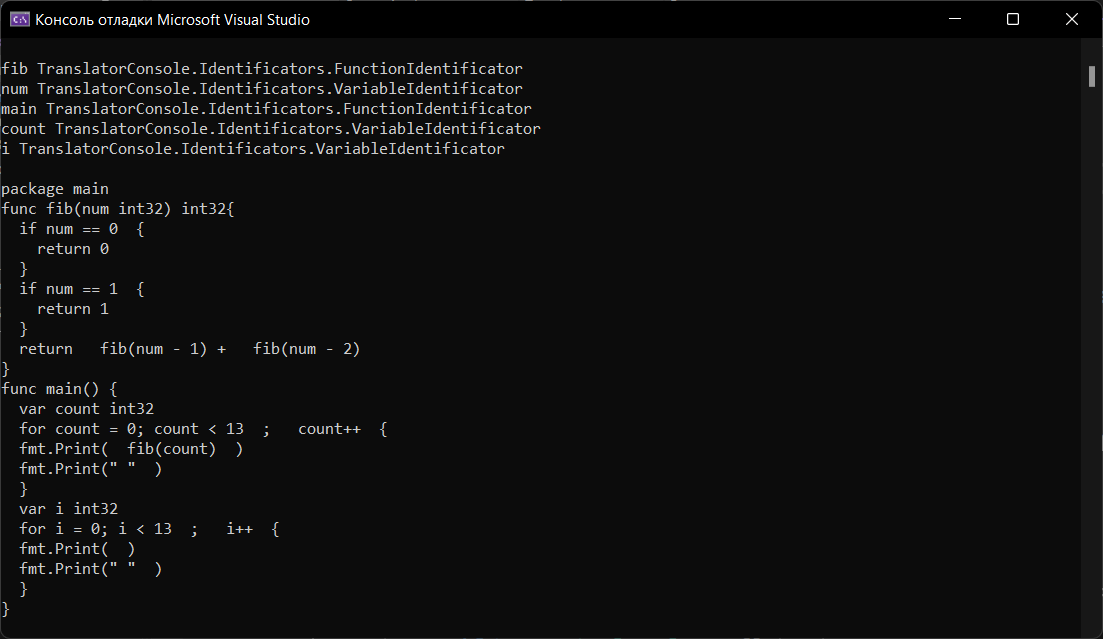 Консоль отладки Microsoft Visual Studio
fib TranslatorConsole.Identificators.FunctionIdentificator
num TranslatorConsole.Identificators.VariableIdentificator
main TranslatorConsole.Identificators.FunctionIdentificator
count TranslatorConsole.Identificators.VariableIdentificator
i TranslatorConsole.Identificators.VariableIdentificator
package main
func fib(num int32) int32{
  if num == 0  {
    return 0
  }
  if num == 1  {
    return 1
  }
  return   fib(num - 1) +   fib(num - 2)
}
func main() {
  var count int32
  for count = 0; count < 13  ;   count++  {
  fmt.Print(  fib(count)  )
  fmt.Print(" "  )
  }
  var i int32
  for i = 0; i < 13  ;   i++  {
  fmt.Print(  )
  fmt.Print(" "  )
  }
}